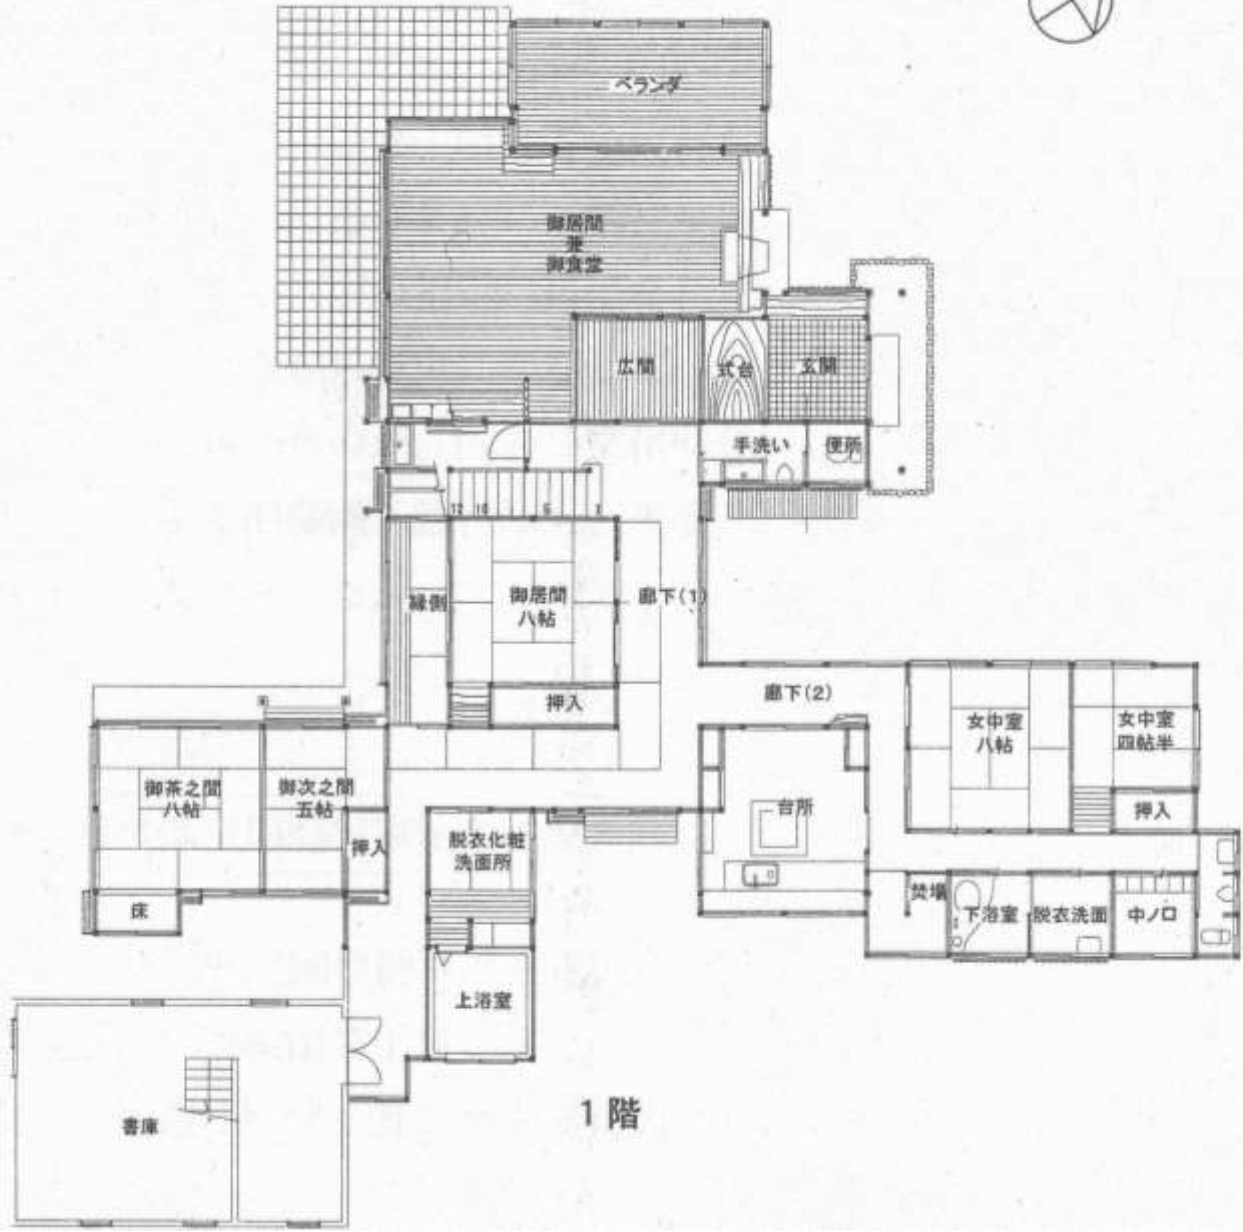 ベランダ
御居間
兼
御食堂
広間
式台
玄関
手洗い
便所
12 10 5 1
縁側
御居間
八帖
廊下(1)
押入
廊下(2)
女中室
八帖
女中室
四帖半
押入
御茶之間
八帖
御次之間
五帖
押入
床
脱衣化粧
洗面所
台所
焚場
下浴室
脱衣洗面
中ノ口
上浴室
書庫
1階